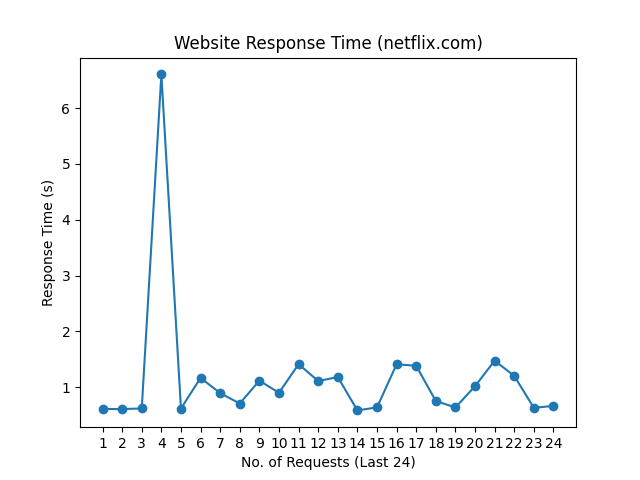 Website Response Time (netflix.com)
6
5
4
3
2
1
Response Time (s)
1 2 3 4 5 6 7 8 9 10 11 12 13 14 15 16 17 18 19 20 21 22 23 24
No. of Requests (Last 24)